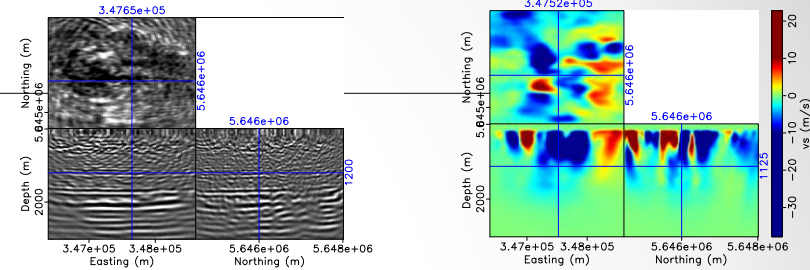 3.4765e+05
Northing (m)
5.645e+06
5.646e+06
5.646e+06
Depth (m)
2000
1200
3.47e+05
3.48e+05
Easting (m)
5.646e+06
5.648e+06
Northing (m)
3.4752e+05
Northing (m)
5.645e+06
5.646e+06
5.646e+06
Depth (m)
2000
1125
3.47e+05
3.48e+05
Easting (m)
5.646e+06
5.648e+06
Northing (m)
20
10
0
−10
−20
−30
vs (m/s)